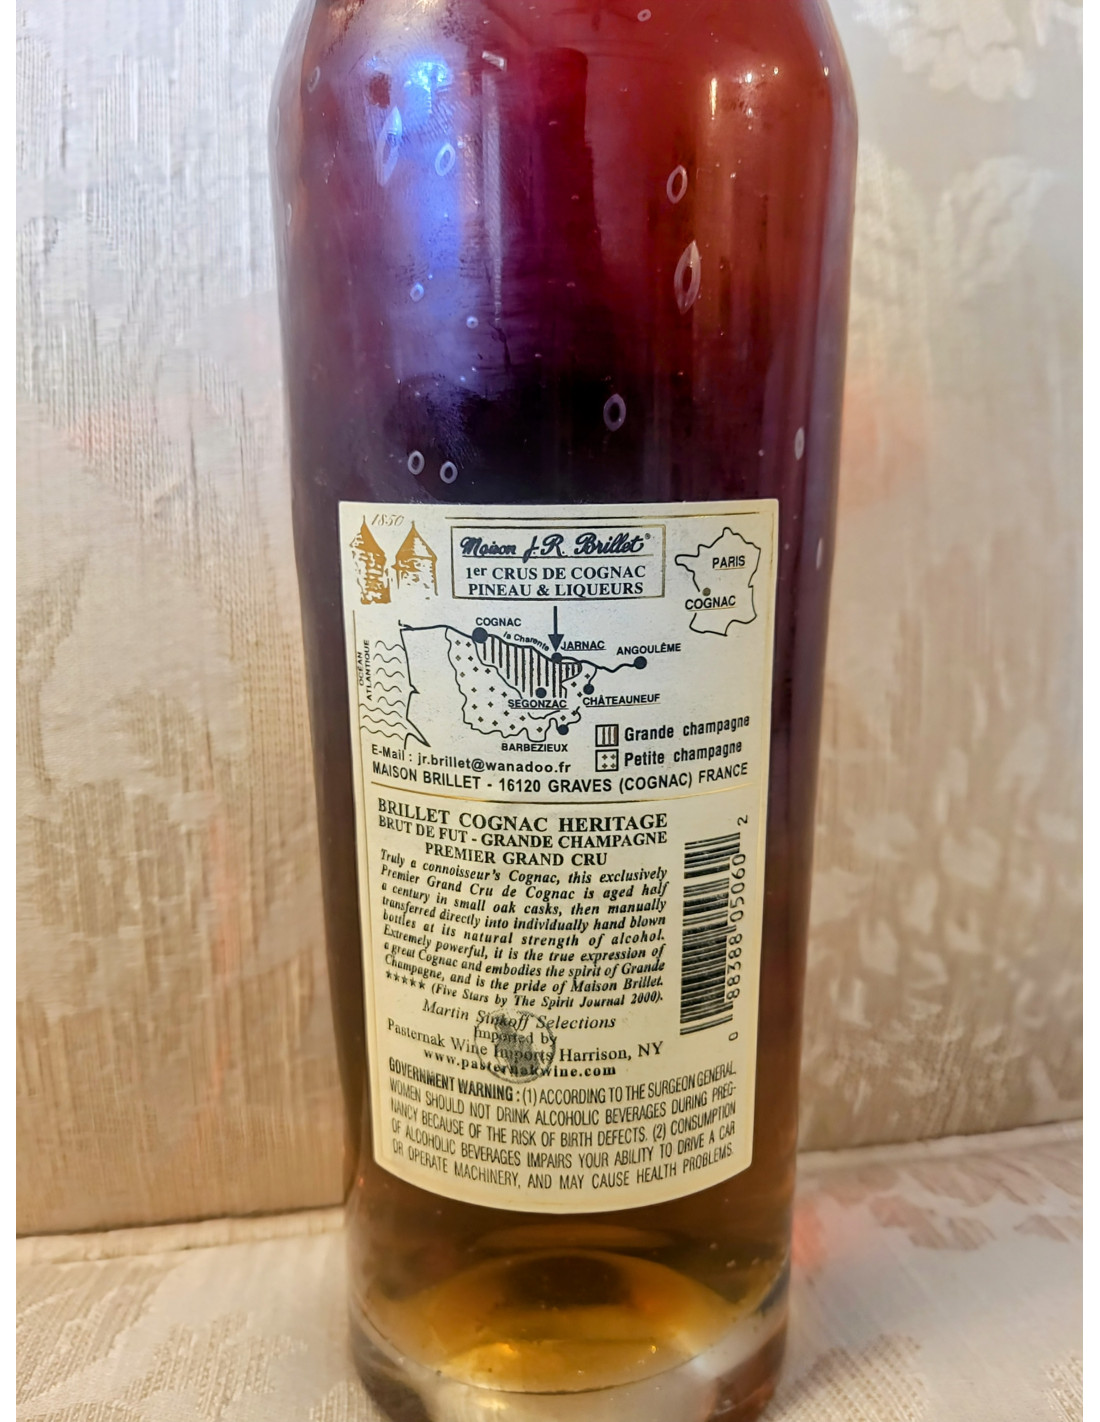 1850
Maison J.R. Brillet®
1er CRUS DE COGNAC
PINEAU & LIQUEURS
PARIS
COGNAC
COGNAC
la Charente
JARNAC
ANGOULÊME
OCÉAN
ATLANTIQUE
SEGONZAC
CHÂTEAUNEUF
BARBEZIEUX
Grande champagne
Petite champagne
E-Mail : jr.brillet@wanadoo.fr
MAISON BRILLET - 16120 GRAVES (COGNAC) FRANCE
BRILLET COGNAC HERITAGE
BRUT DE FUT - GRANDE CHAMPAGNE
PREMIER GRAND CRU
Truly a connoisseur's Cognac, this exclusively
Premier Grand Cru de Cognac is aged half
a century in small oak casks, then manually
transferred directly into individually hand blown
bottles at its natural strength of alcohol.
Extremely powerful, it is the true expression of
a great Cognac and embodies the spirit of Grande
Champagne, and is the pride of Maison Brillet.
***** (Five Stars by The Spirit Journal 2000).
Martin Sinkoff Selections
Imported by
Pasternak Wine Imports Harrison, NY
www.pasternakwine.com
0 88388 05060 2
GOVERNMENT WARNING : (1) ACCORDING TO THE SURGEON GENERAL,
WOMEN SHOULD NOT DRINK ALCOHOLIC BEVERAGES DURING PREG-
NANCY BECAUSE OF THE RISK OF BIRTH DEFECTS. (2) CONSUMPTION
OF ALCOHOLIC BEVERAGES IMPAIRS YOUR ABILITY TO DRIVE A CAR
OR OPERATE MACHINERY, AND MAY CAUSE HEALTH PROBLEMS.